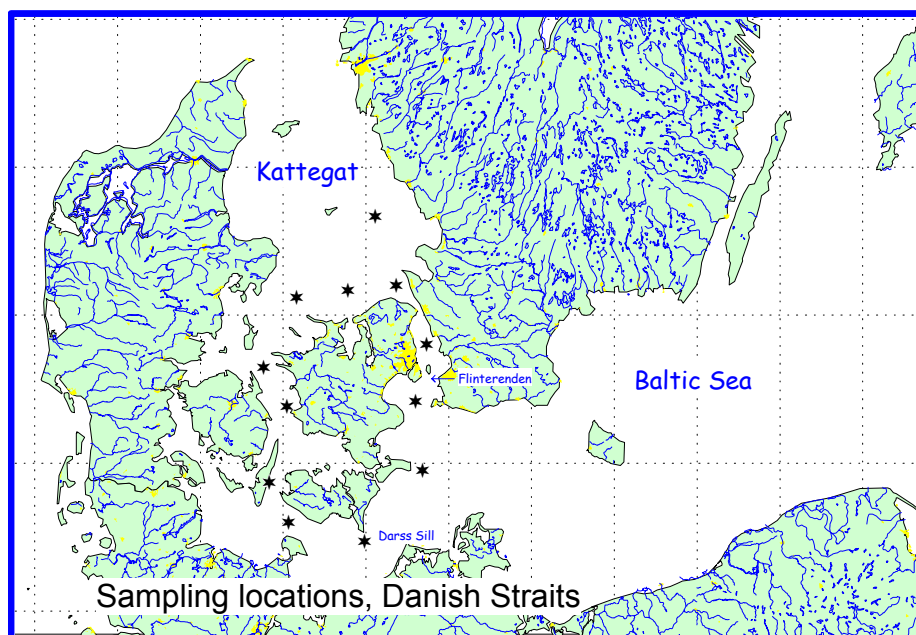 Kattegat
Flinterenden
Baltic Sea
Darss Sill
Sampling locations, Danish Straits